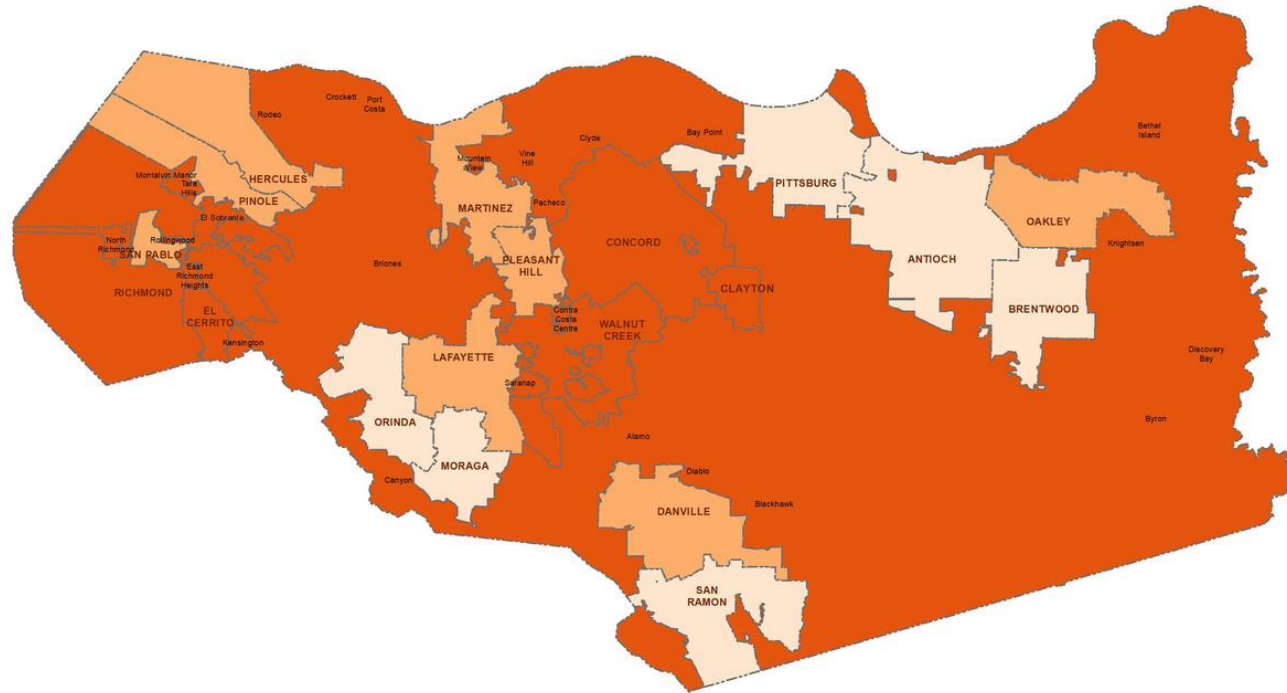 Crockett
Port
Costa
Rodeo
Bethel
Island
Bay Point
Clyde
Vine
Hill
Mountain
View
Montalvin Manor
Tara
Hills
HERCULES
PINOLE
PITTSBURG
OAKLEY
MARTINEZ
Pacheco
El Sobrante
North
Richmond
Rollingwood
SAN PABLO
East
Richmond
Heights
CONCORD
Knightsen
ANTIOCH
PLEASANT
HILL
Briones
RICHMOND
CLAYTON
EL
CERRITO
Contra
Costa
Centre
WALNUT
CREEK
BRENTWOOD
Kensington
LAFAYETTE
Discovery
Bay
Saranap
ORINDA
Byron
Alamo
MORAGA
Canyon
Diablo
Blackhawk
DANVILLE
SAN
RAMON